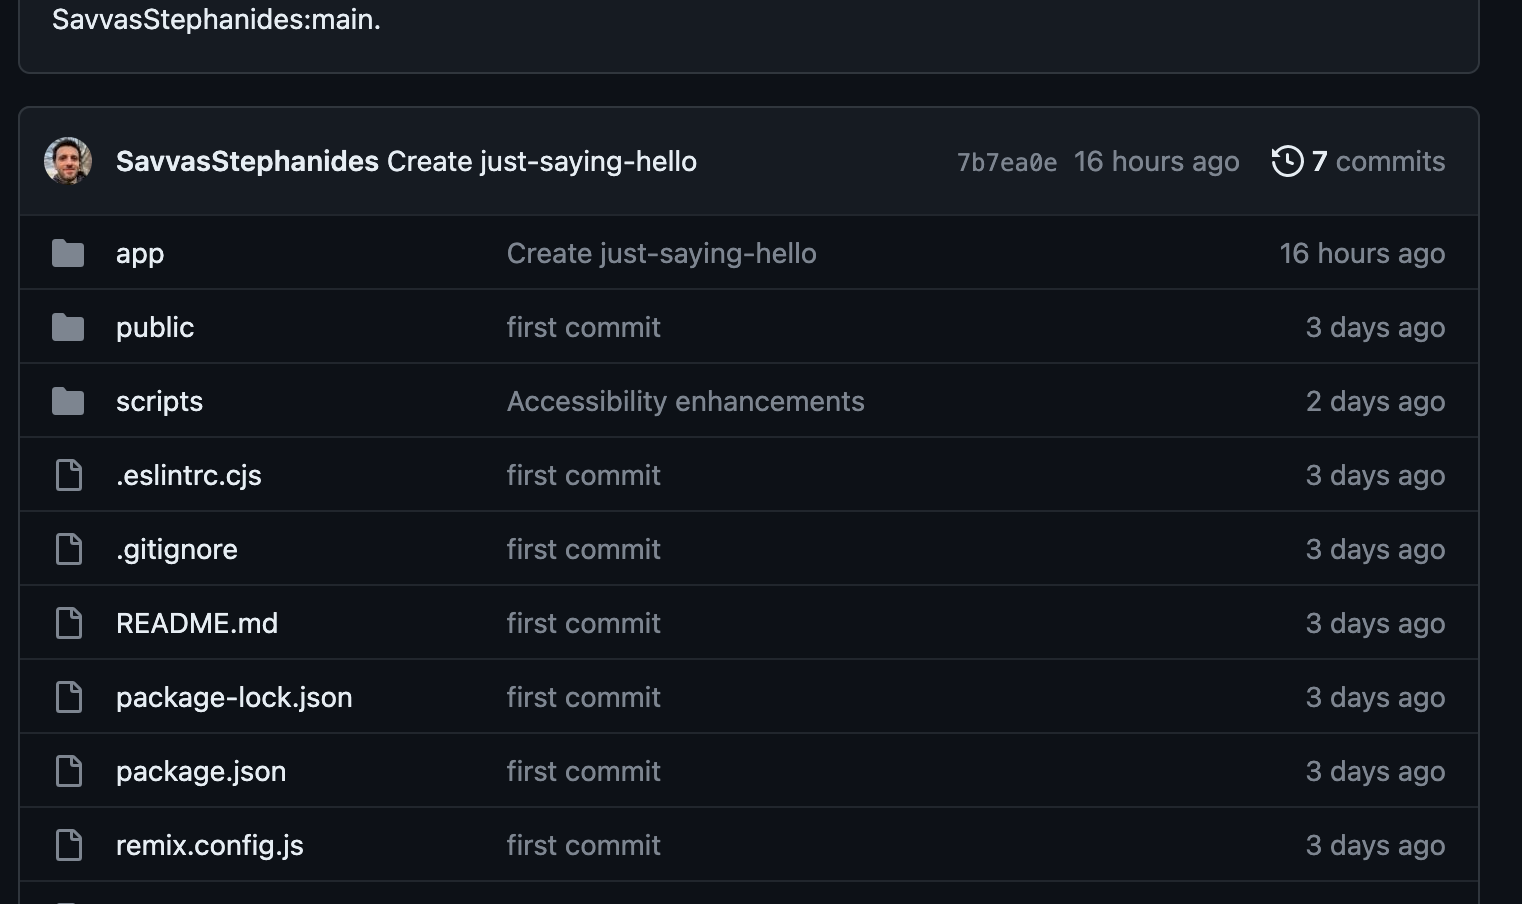 SavvasStephanides:main.
SavvasStephanides Create just-saying-hello 7b7ea0e 16 hours ago 7 commits
app Create just-saying-hello 16 hours ago
public first commit 3 days ago
scripts Accessibility enhancements 2 days ago
.eslintrc.cjs first commit 3 days ago
.gitignore first commit 3 days ago
README.md first commit 3 days ago
package-lock.json first commit 3 days ago
package.json first commit 3 days ago
remix.config.js first commit 3 days ago